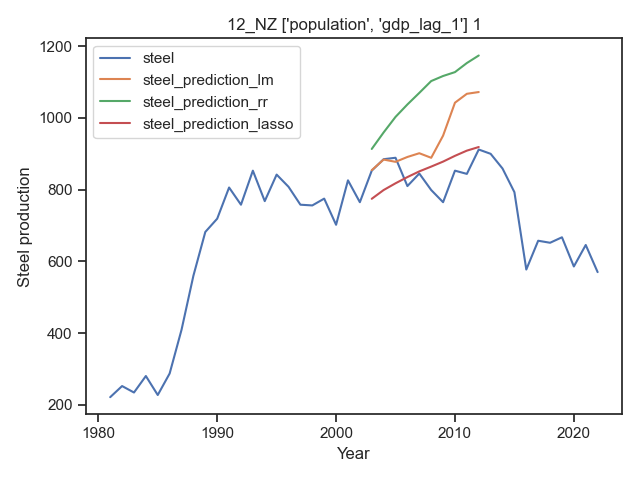 12_NZ ['population', 'gdp_lag_1'] 1
steel
steel_prediction_lm
steel_prediction_rr
steel_prediction_lasso
1200
1000
800
600
400
200
Steel production
1980
1990
2000
2010
2020
Year